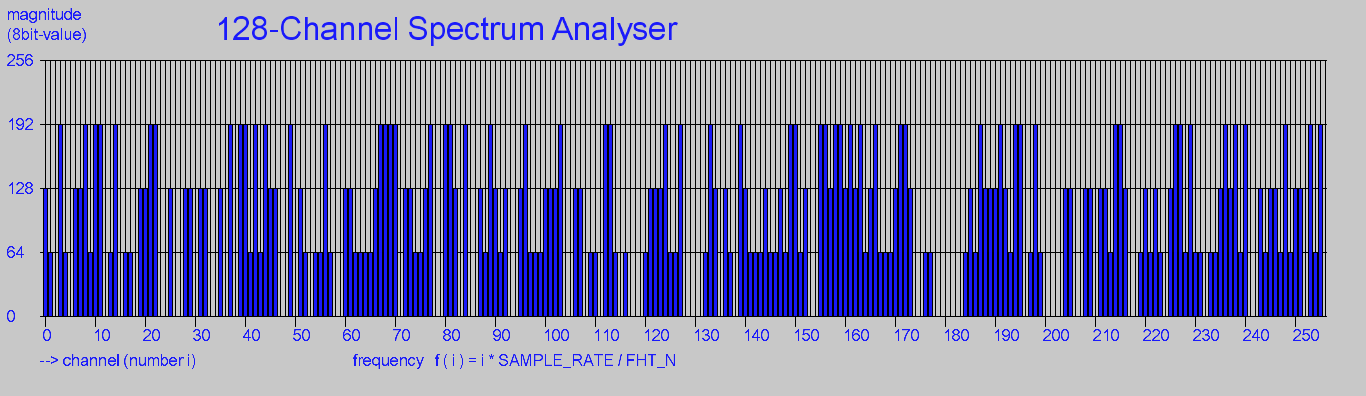 magnitude
(8bit-value)
128-Channel Spectrum Analyser
256
192
128
64
0
0 10 20 30 40 50 60 70 80 90 100 110 120 130 140 150 160 170 180 190 200 210 220 230 240 250
--> channel (number i)
frequency f ( i ) = i * SAMPLE_RATE / FHT_N